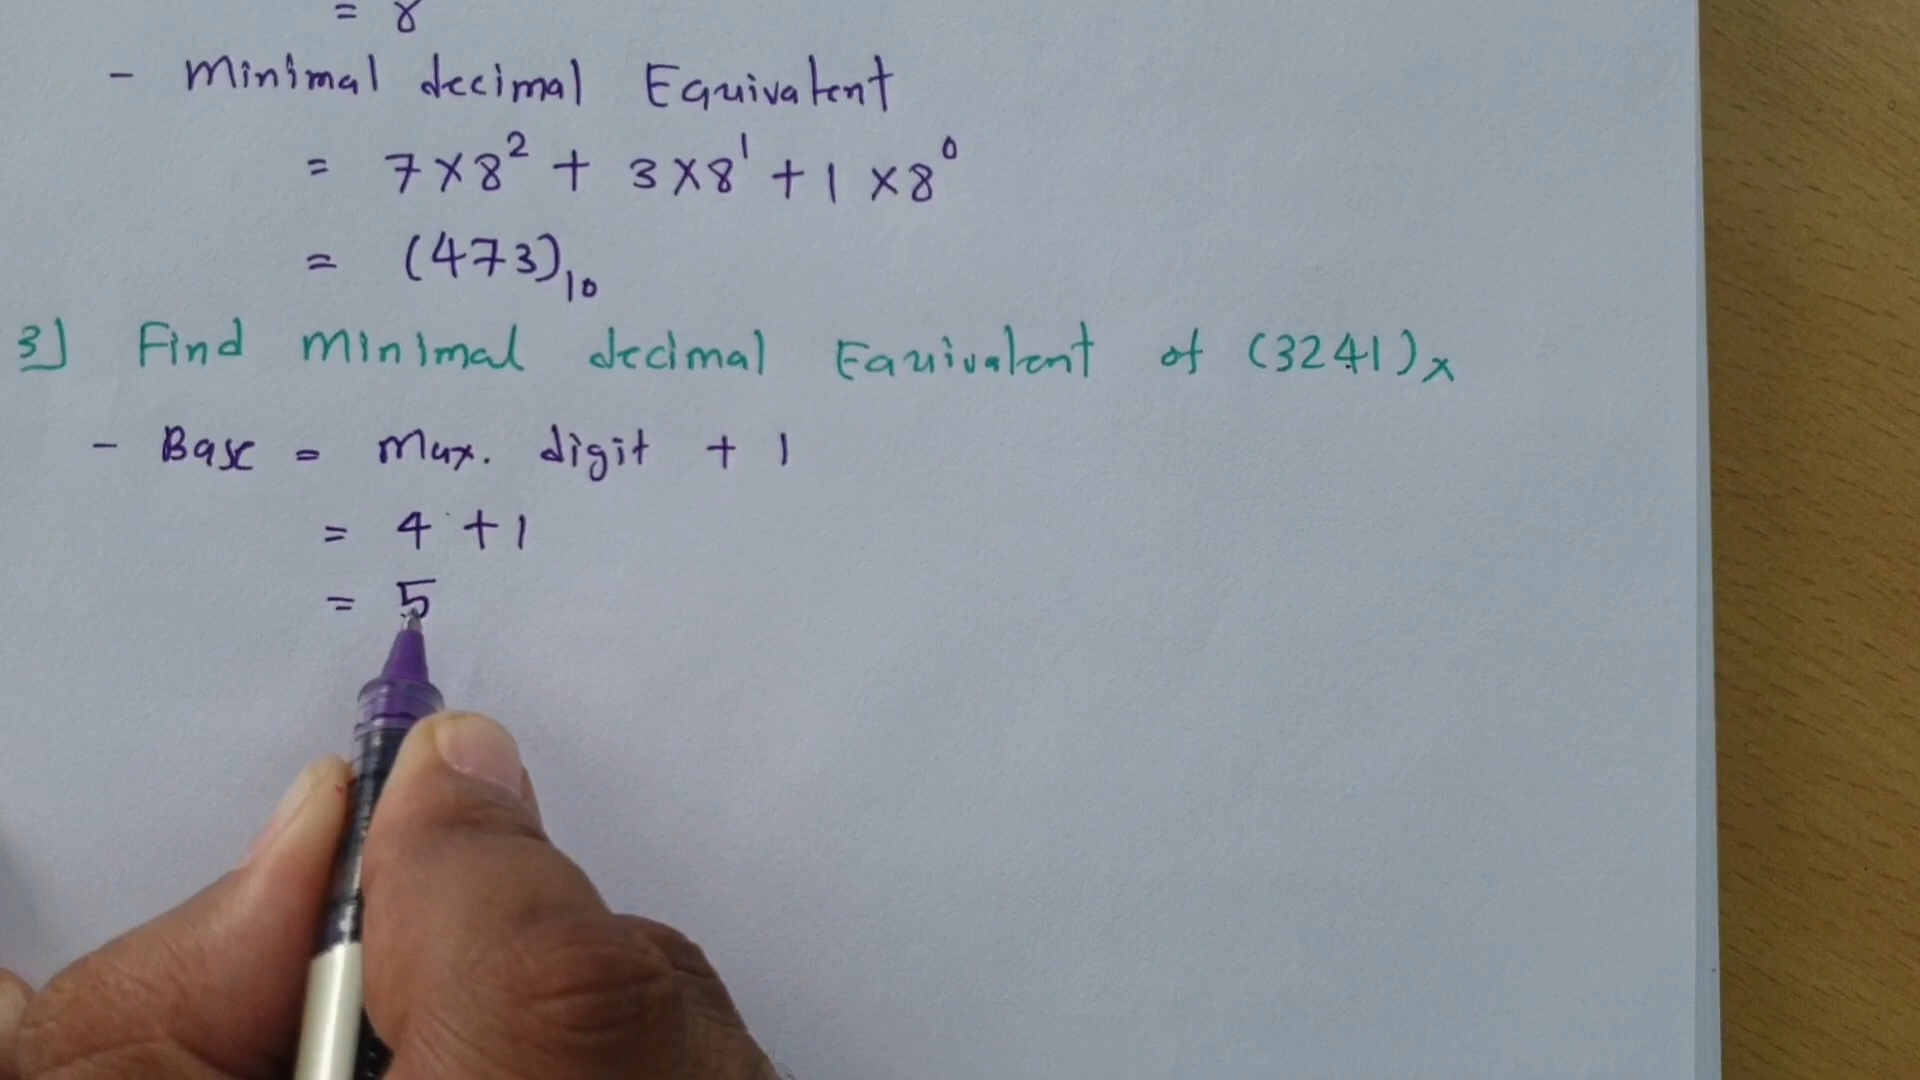 = 8
- Minimal decimal Equivalent
= 7 × 8² + 3 × 8¹ + 1 × 8⁰
= (473)₁₀
3] Find Minimal decimal Equivalent of (3241)ₓ
- Base = Max. digit + 1
= 4 + 1
= 5